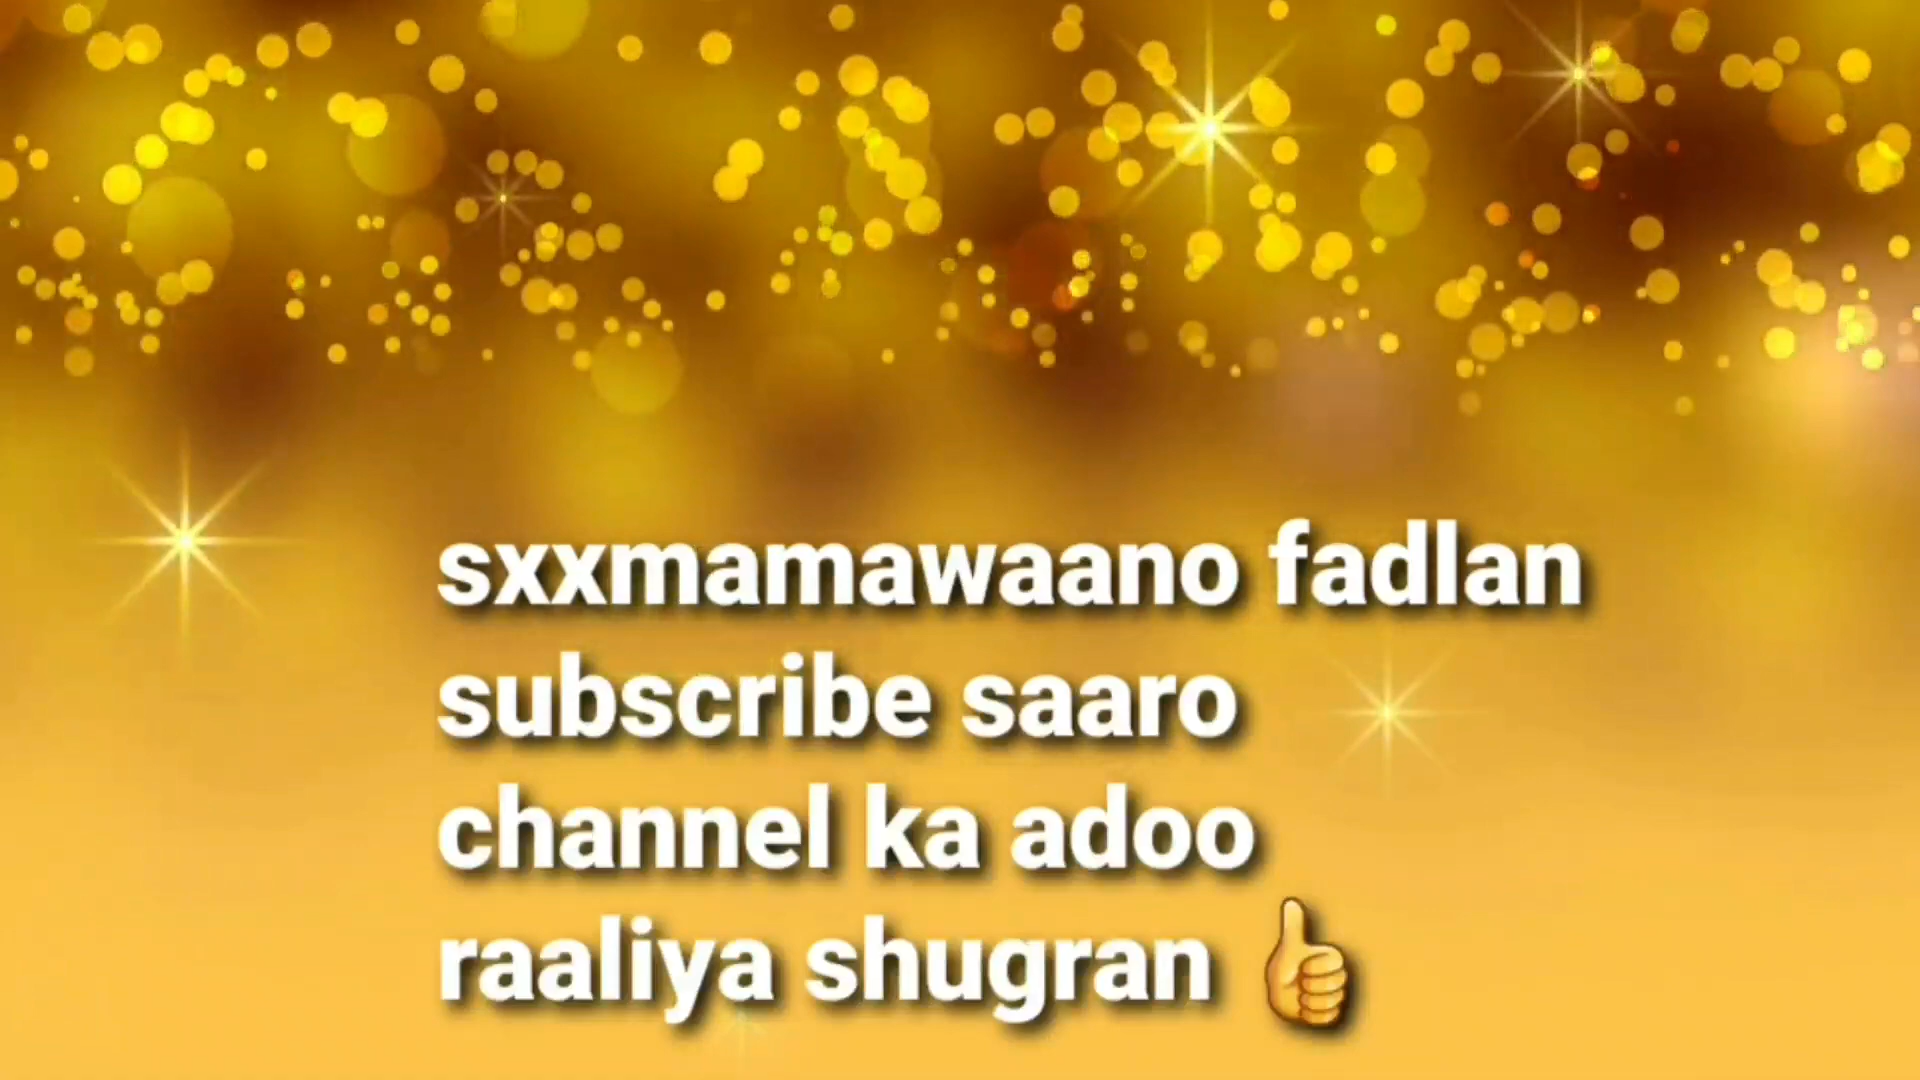 sxxmamawaano fadlan
subscribe saaro
channel ka adoo
raaliya shugran 👍